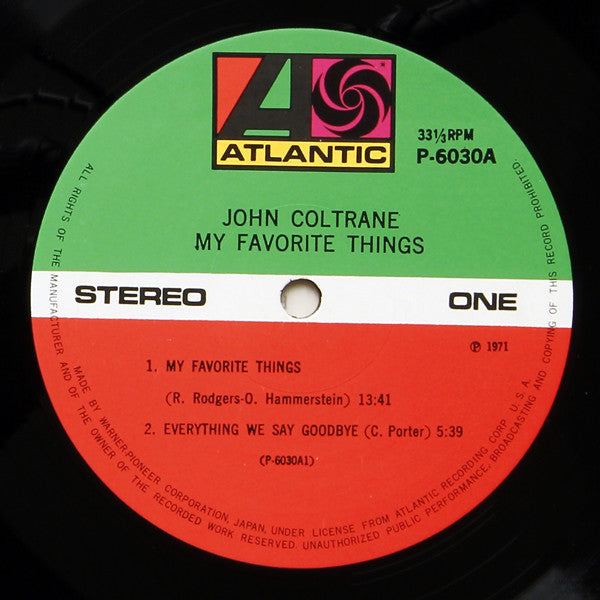 ATLANTIC
33⅓RPM
P-6030A
JOHN COLTRANE
MY FAVORITE THINGS
STEREO
ONE
℗ 1971
1. MY FAVORITE THINGS
(R. Rodgers-O. Hammerstein) 13:41
2. EVERYTHING WE SAY GOODBYE (C. Porter) 5:39
(P-6030A1)
ALL RIGHTS OF THE MANUFACTURER AND OF THE OWNER OF THE RECORDED WORK RESERVED. UNAUTHORIZED PUBLIC PERFORMANCE, BROADCASTING AND COPYING OF THIS RECORD PROHIBITED.
MADE BY WARNER-PIONEER CORPORATION, JAPAN, UNDER LICENSE FROM ATLANTIC RECORDING CORP. U.S.A.